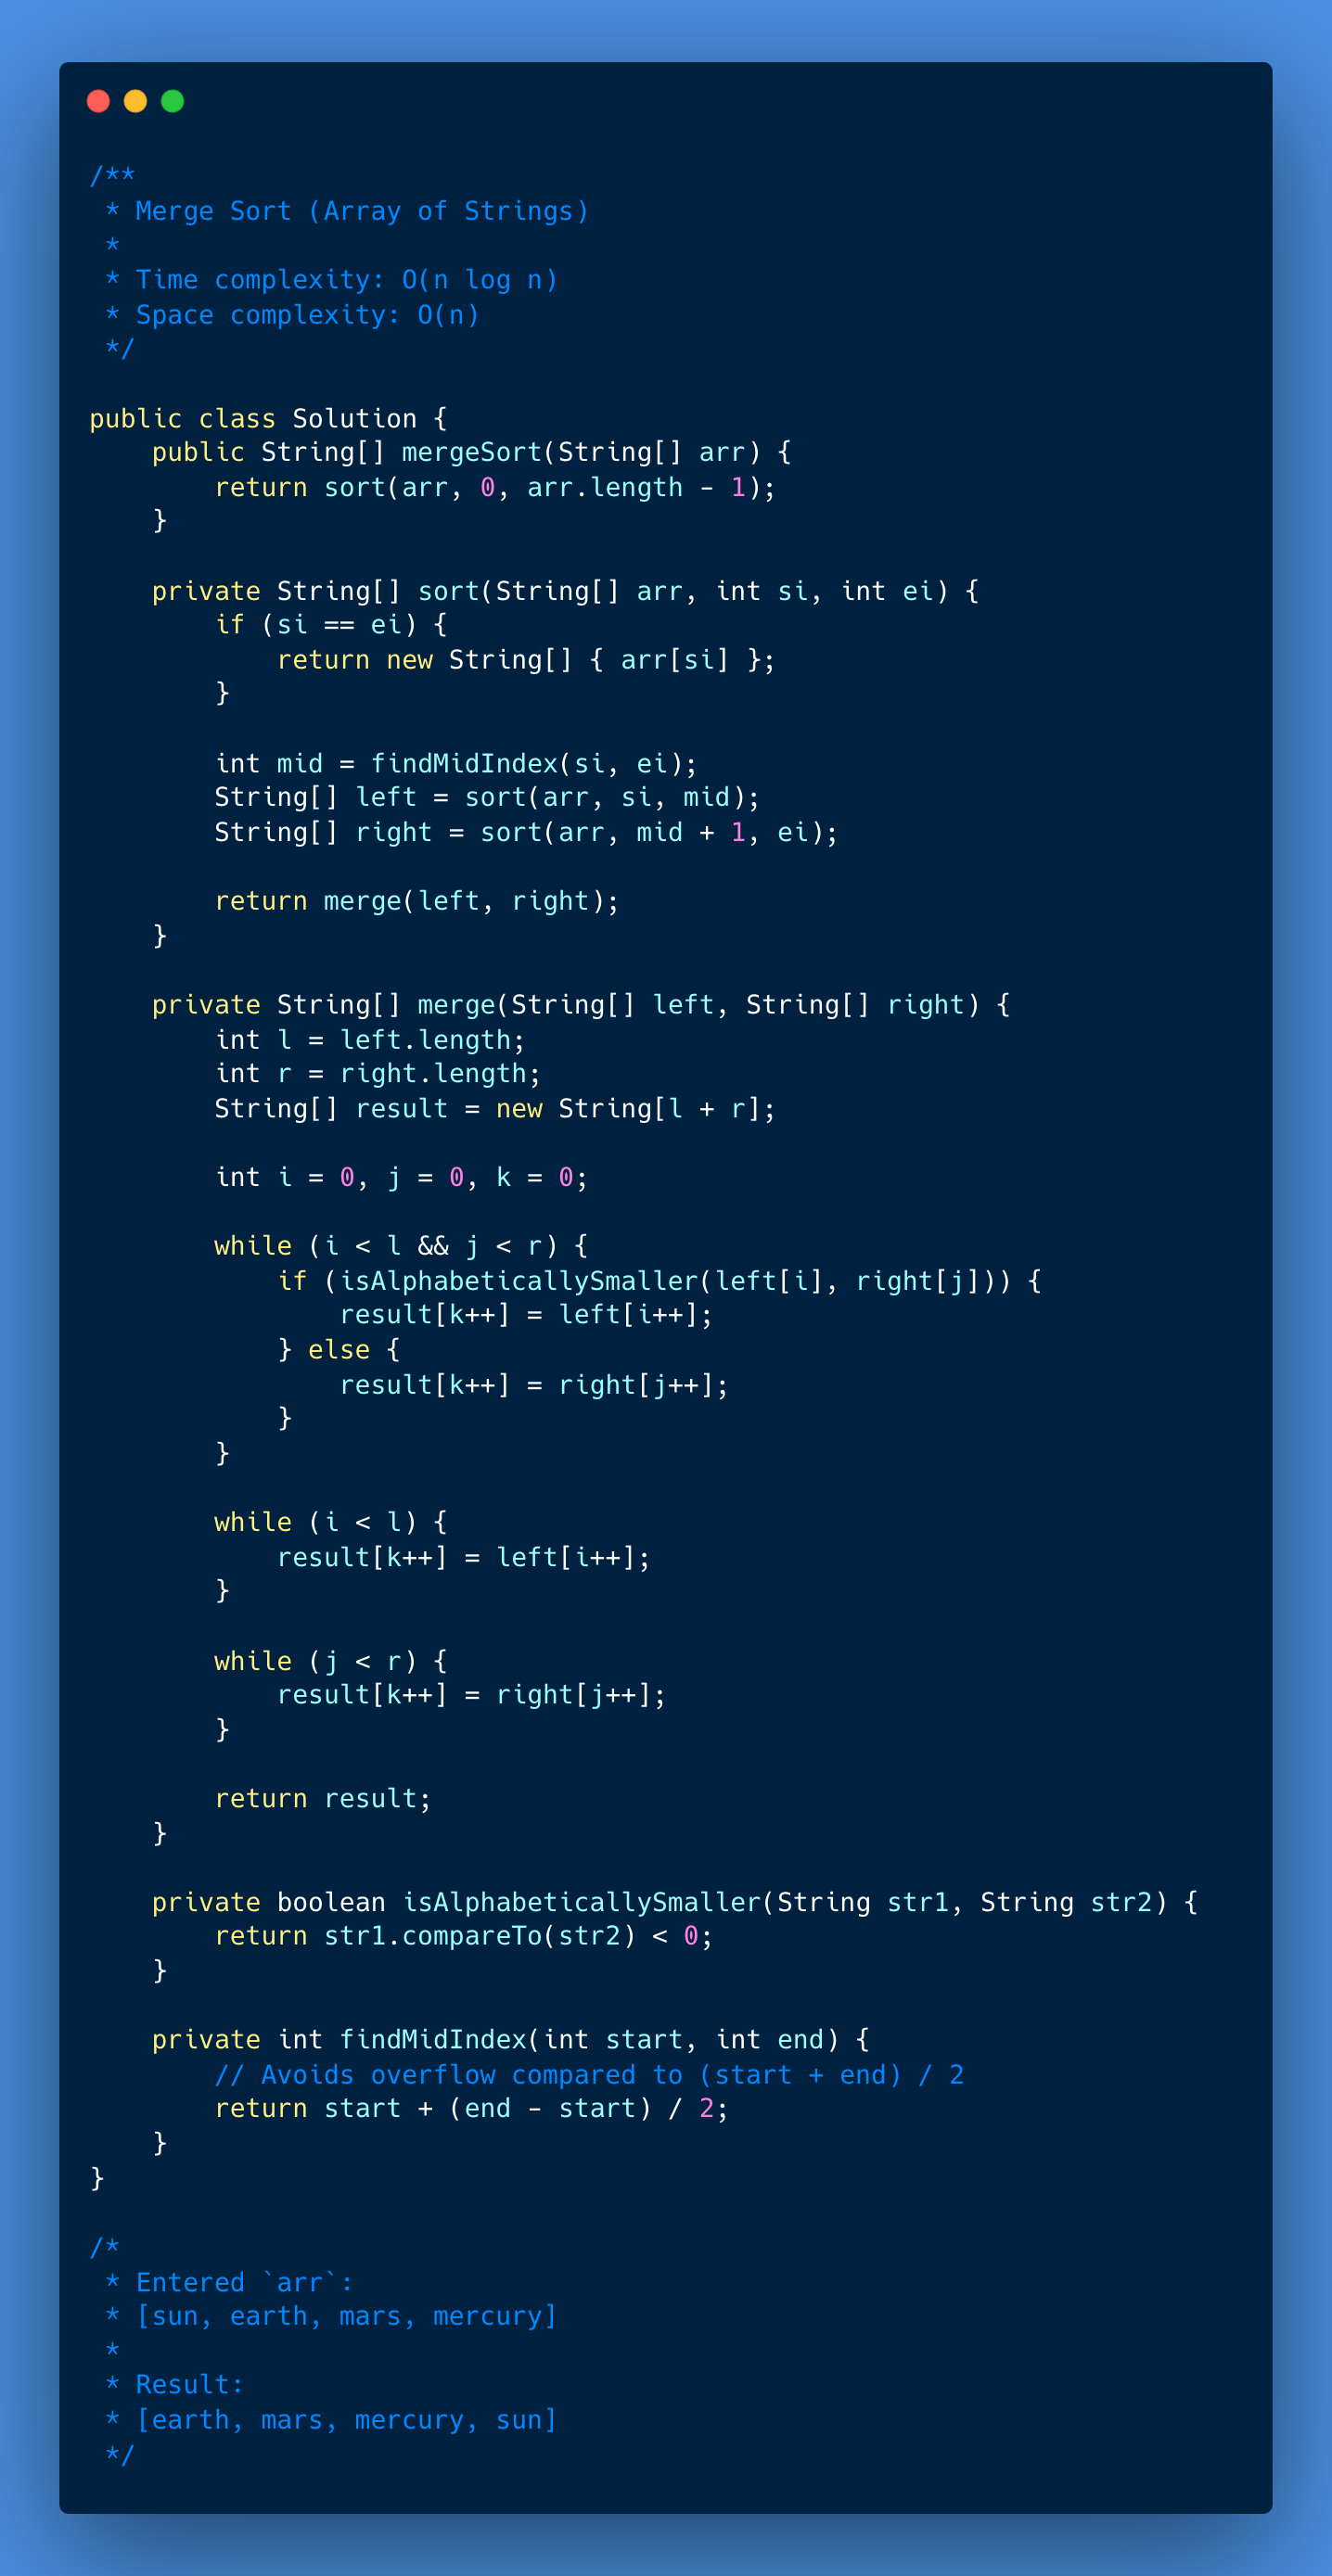 /**
 * Merge Sort (Array of Strings)
 *
 * Time complexity: O(n log n)
 * Space complexity: O(n)
 */

public class Solution {
    public String[] mergeSort(String[] arr) {
        return sort(arr, 0, arr.length - 1);
    }

    private String[] sort(String[] arr, int si, int ei) {
        if (si == ei) {
            return new String[] { arr[si] };
        }

        int mid = findMidIndex(si, ei);
        String[] left = sort(arr, si, mid);
        String[] right = sort(arr, mid + 1, ei);

        return merge(left, right);
    }

    private String[] merge(String[] left, String[] right) {
        int l = left.length;
        int r = right.length;
        String[] result = new String[l + r];

        int i = 0, j = 0, k = 0;

        while (i < l && j < r) {
            if (isAlphabeticallySmaller(left[i], right[j])) {
                result[k++] = left[i++];
            } else {
                result[k++] = right[j++];
            }
        }

        while (i < l) {
            result[k++] = left[i++];
        }

        while (j < r) {
            result[k++] = right[j++];
        }

        return result;
    }

    private boolean isAlphabeticallySmaller(String str1, String str2) {
        return str1.compareTo(str2) < 0;
    }

    private int findMidIndex(int start, int end) {
        // Avoids overflow compared to (start + end) / 2
        return start + (end - start) / 2;
    }
}

/*
 * Entered `arr`:
 * [sun, earth, mars, mercury]
 *
 * Result:
 * [earth, mars, mercury, sun]
 */